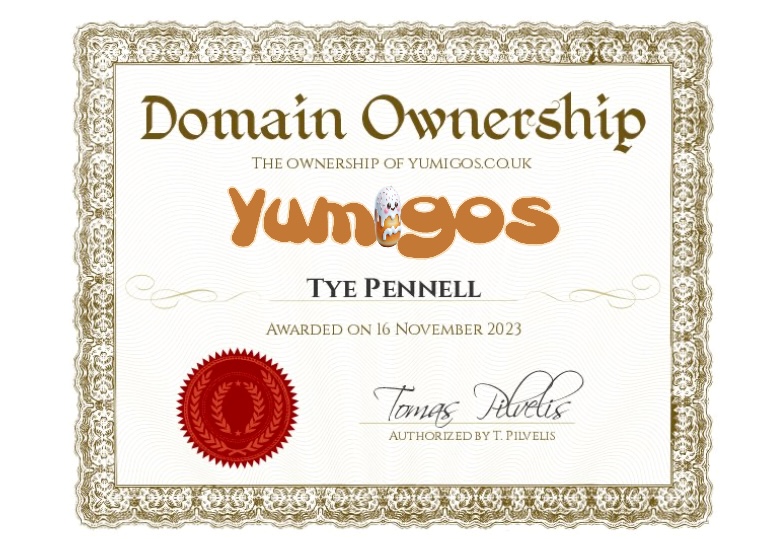 Domain Ownership
The ownership of yumigos.co.uk
Yumigos
Tye Pennell
Awarded on 16 November 2023
Tomas Pilvelis
Authorized by T. Pilvelis